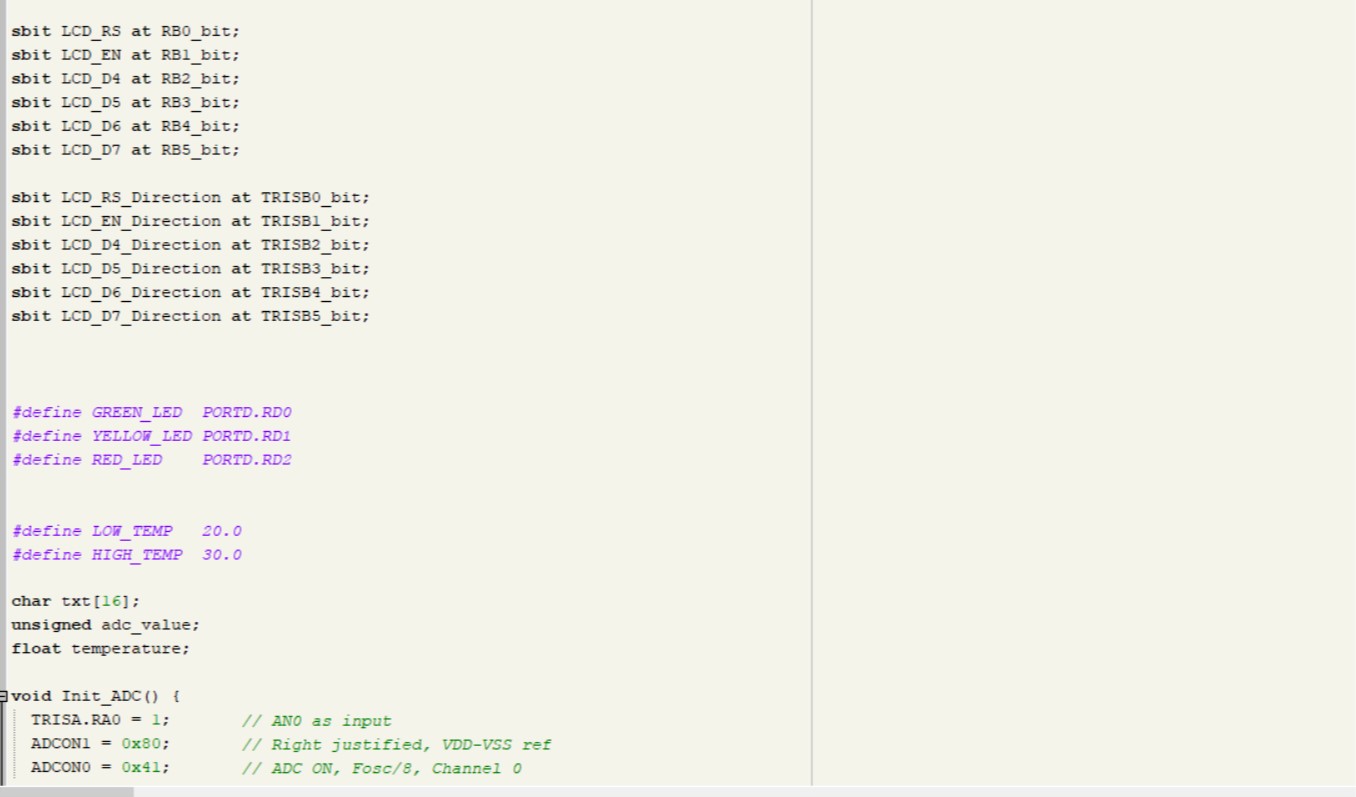 sbit LCD_RS at RB0_bit;
sbit LCD_EN at RB1_bit;
sbit LCD_D4 at RB2_bit;
sbit LCD_D5 at RB3_bit;
sbit LCD_D6 at RB4_bit;
sbit LCD_D7 at RB5_bit;
sbit LCD_RS_Direction at TRISB0_bit;
sbit LCD_EN_Direction at TRISB1_bit;
sbit LCD_D4_Direction at TRISB2_bit;
sbit LCD_D5_Direction at TRISB3_bit;
sbit LCD_D6_Direction at TRISB4_bit;
sbit LCD_D7_Direction at TRISB5_bit;
#define GREEN_LED  PORTD.RD0
#define YELLOW_LED PORTD.RD1
#define RED_LED    PORTD.RD2
#define LOW_TEMP   20.0
#define HIGH_TEMP  30.0
char txt[16];
unsigned adc_value;
float temperature;
void Init_ADC() {
  TRISA.RA0 = 1;       // AN0 as input
  ADCON1 = 0x80;       // Right justified, VDD-VSS ref
  ADCON0 = 0x41;       // ADC ON, Fosc/8, Channel 0